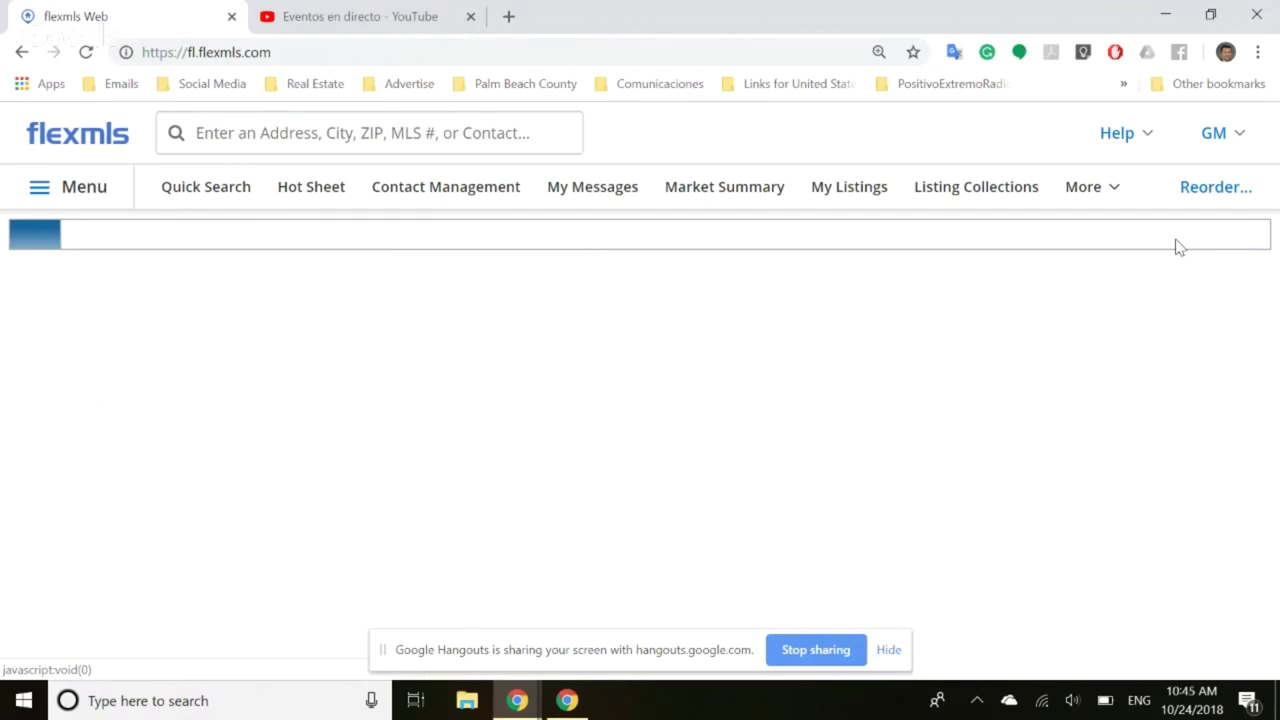 flexmls Web
Eventos en directo - YouTube
https://fl.flexmls.com
Apps
Emails
Social Media
Real Estate
Advertise
Palm Beach County
Comunicaciones
Links for United State
PositivoExtremoRadi
»
Other bookmarks
flexmls
Enter an Address, City, ZIP, MLS #, or Contact...
Help
GM
Menu
Quick Search
Hot Sheet
Contact Management
My Messages
Market Summary
My Listings
Listing Collections
More
Reorder...
Google Hangouts is sharing your screen with hangouts.google.com.
Stop sharing
Hide
javascript:void(0)
Type here to search
ENG
10:45 AM
10/24/2018
11